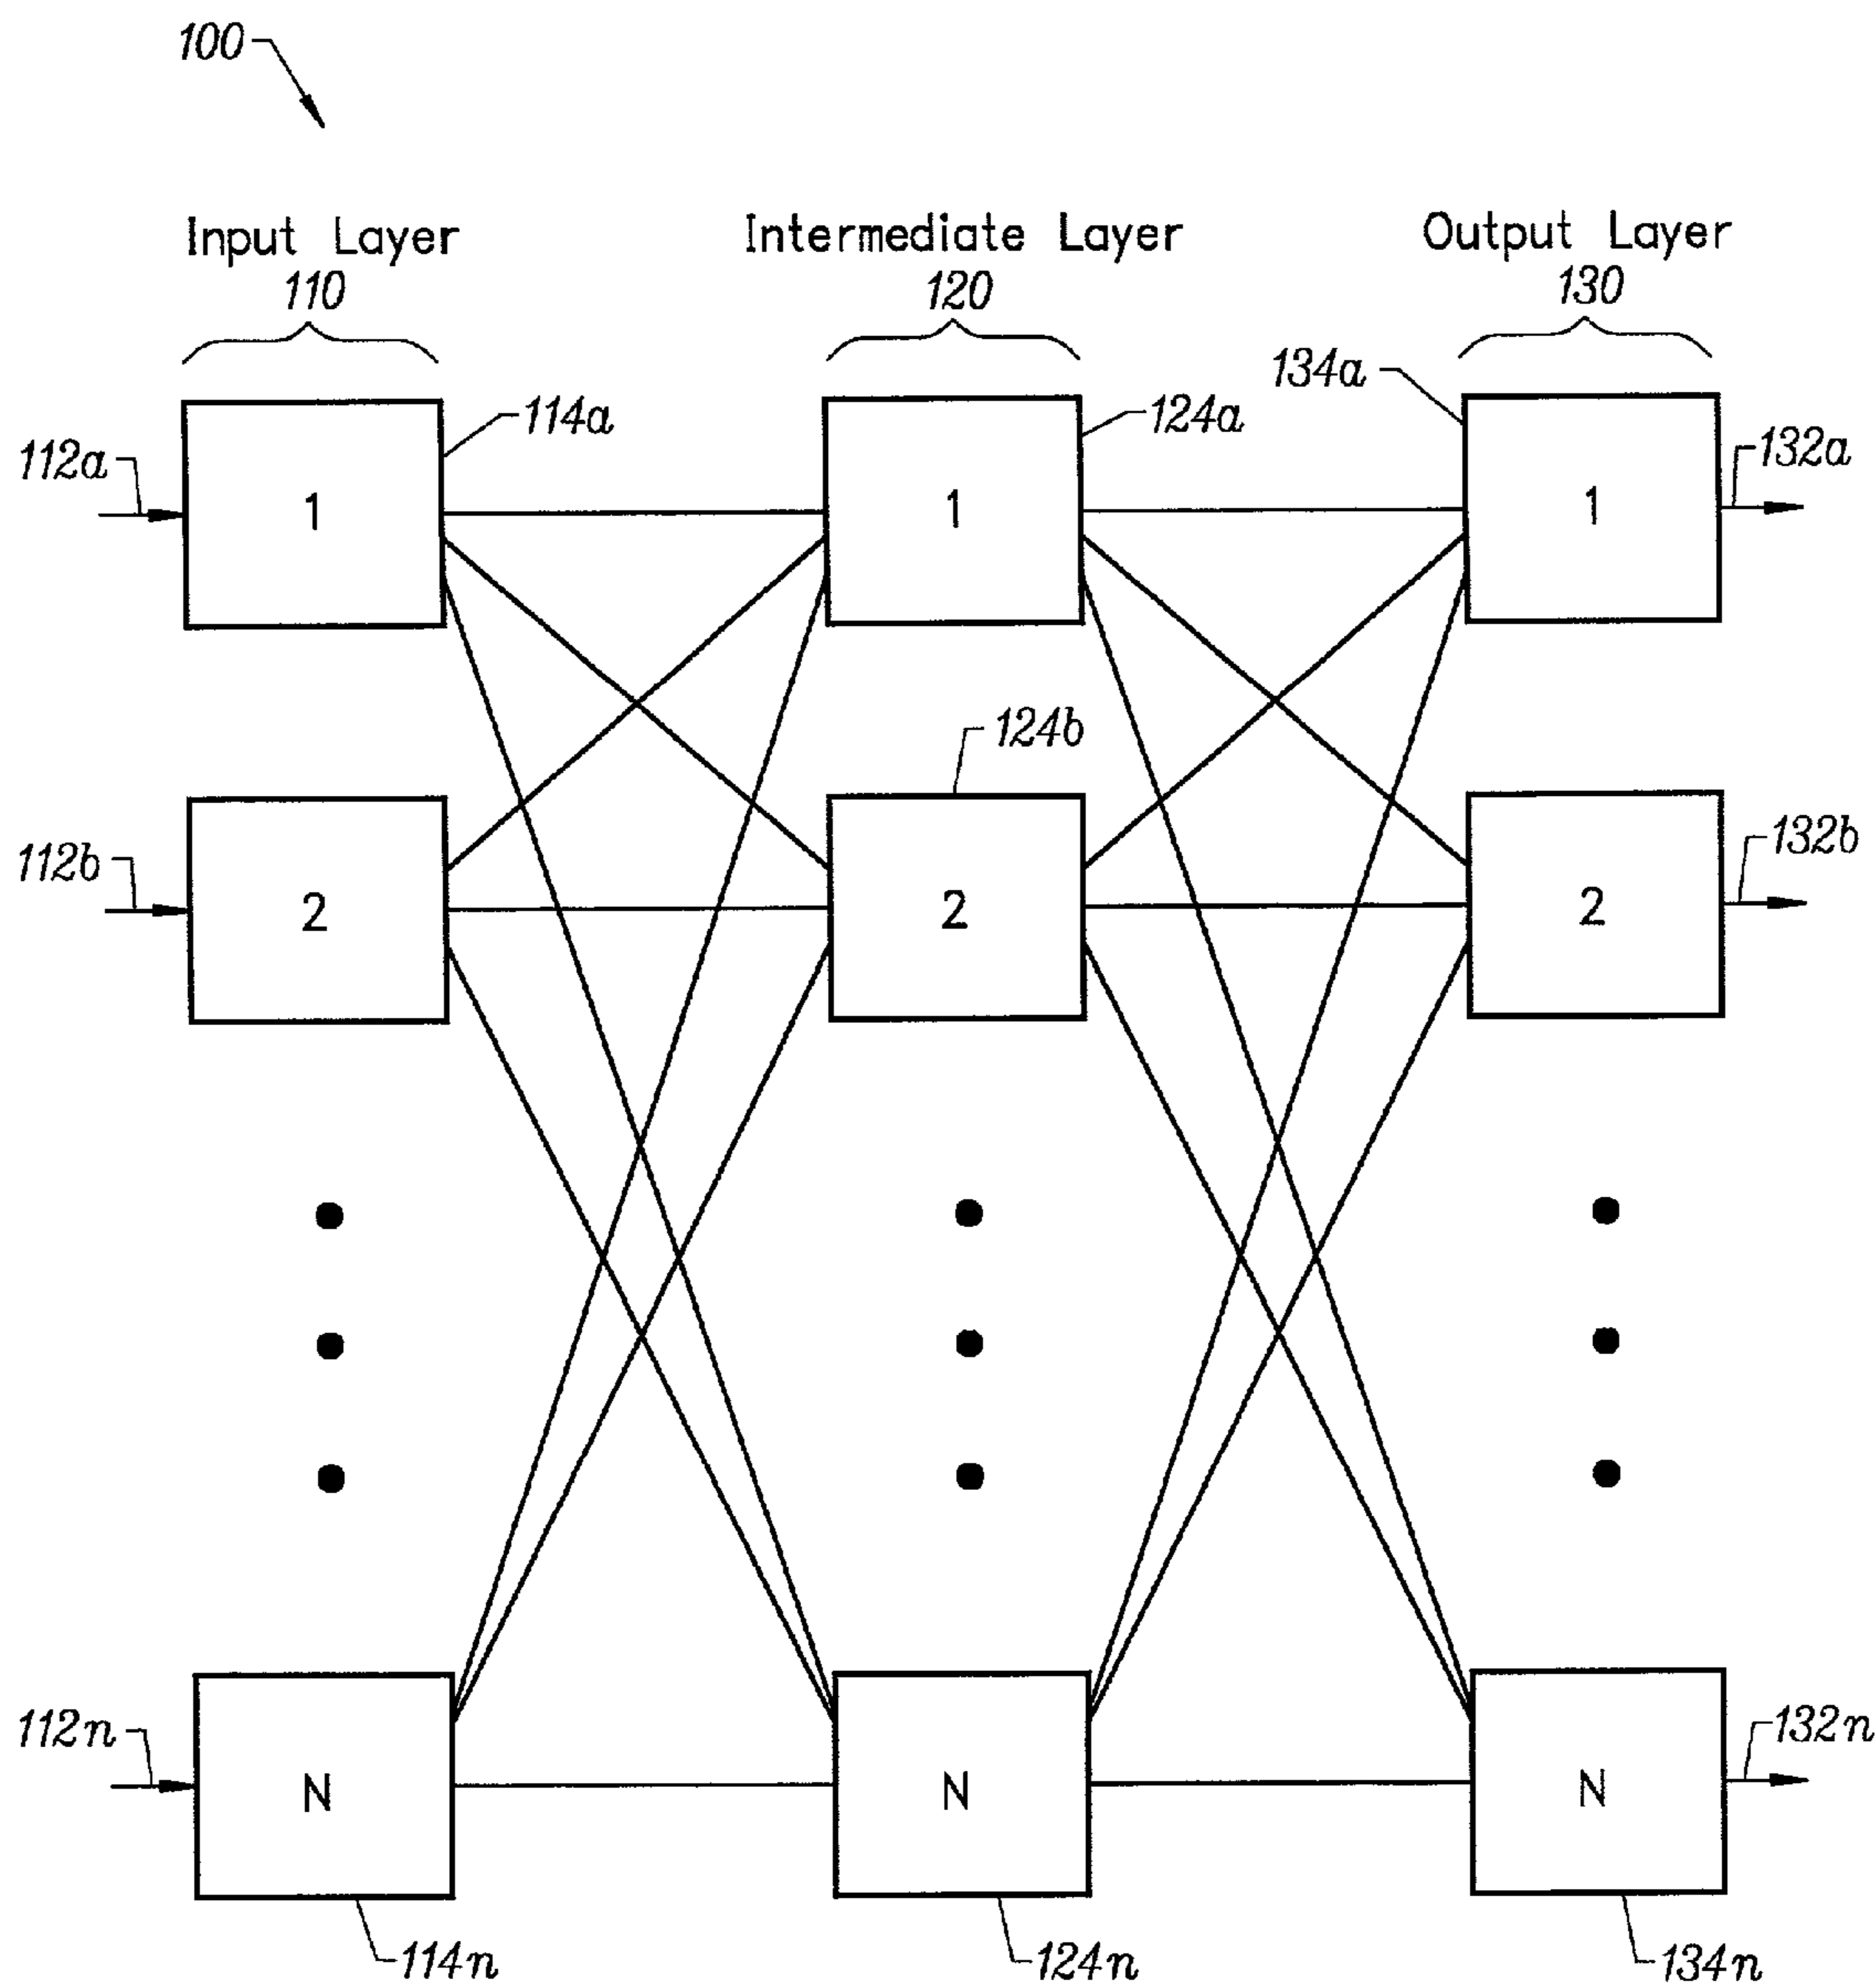 100
Input Layer
110
Intermediate Layer
120
Output Layer
130
114a
124a
134a
112a
132a
1
1
1
124b
112b
132b
2
2
2
112n
132n
N
N
N
114n
124n
134n